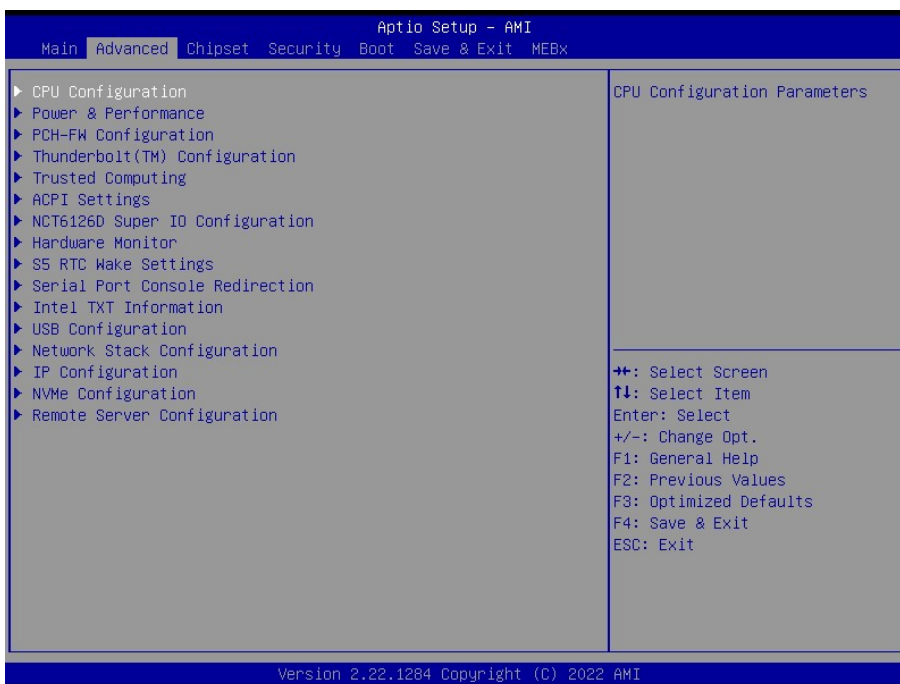 Aptio Setup – AMI
Main Advanced Chipset Security Boot Save & Exit MEBx
CPU Configuration
Power & Performance
PCH-FW Configuration
Thunderbolt(TM) Configuration
Trusted Computing
ACPI Settings
NCT6126D Super IO Configuration
Hardware Monitor
S5 RTC Wake Settings
Serial Port Console Redirection
Intel TXT Information
USB Configuration
Network Stack Configuration
IP Configuration
NVMe Configuration
Remote Server Configuration
CPU Configuration Parameters
→←: Select Screen
↑↓: Select Item
Enter: Select
+/-: Change Opt.
F1: General Help
F2: Previous Values
F3: Optimized Defaults
F4: Save & Exit
ESC: Exit
Version 2.22.1284 Copyright (C) 2022 AMI